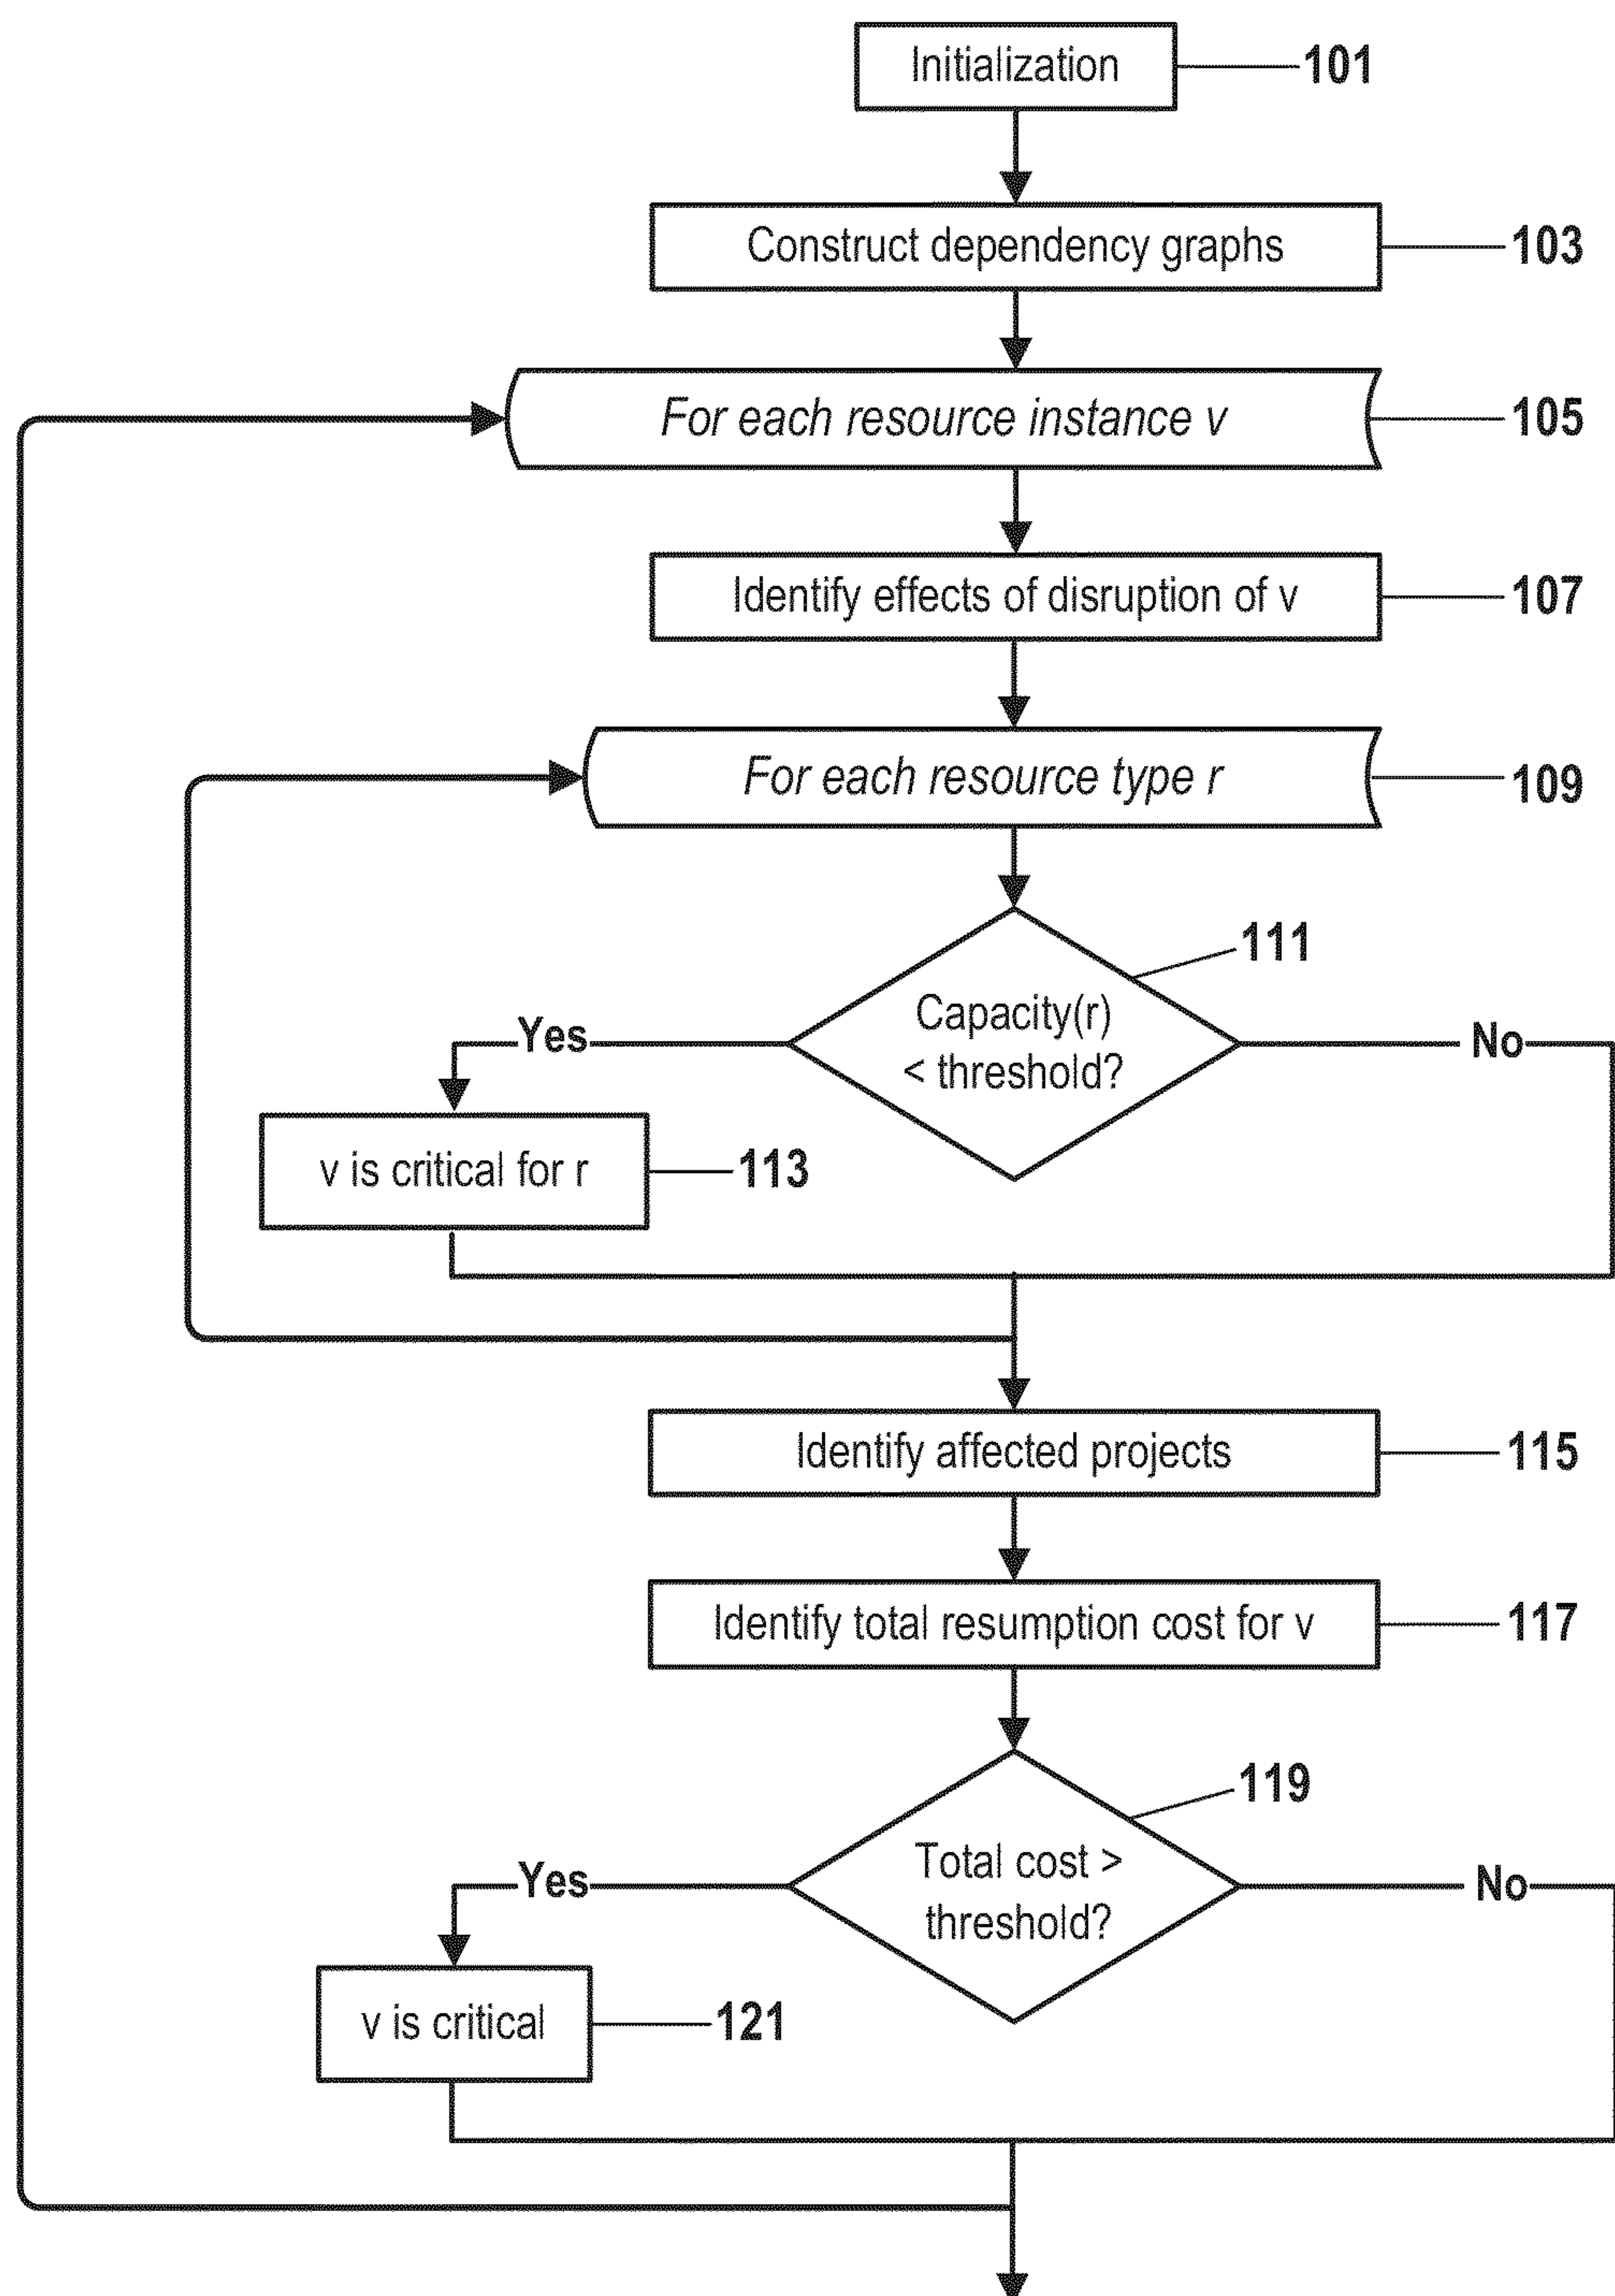 Initialization
101
Construct dependency graphs
103
For each resource instance v
105
Identify effects of disruption of v
107
For each resource type r
109
111
Capacity(r)
< threshold?
Yes
No
v is critical for r
113
Identify affected projects
115
Identify total resumption cost for v
117
119
Total cost >
threshold?
Yes
No
v is critical
121